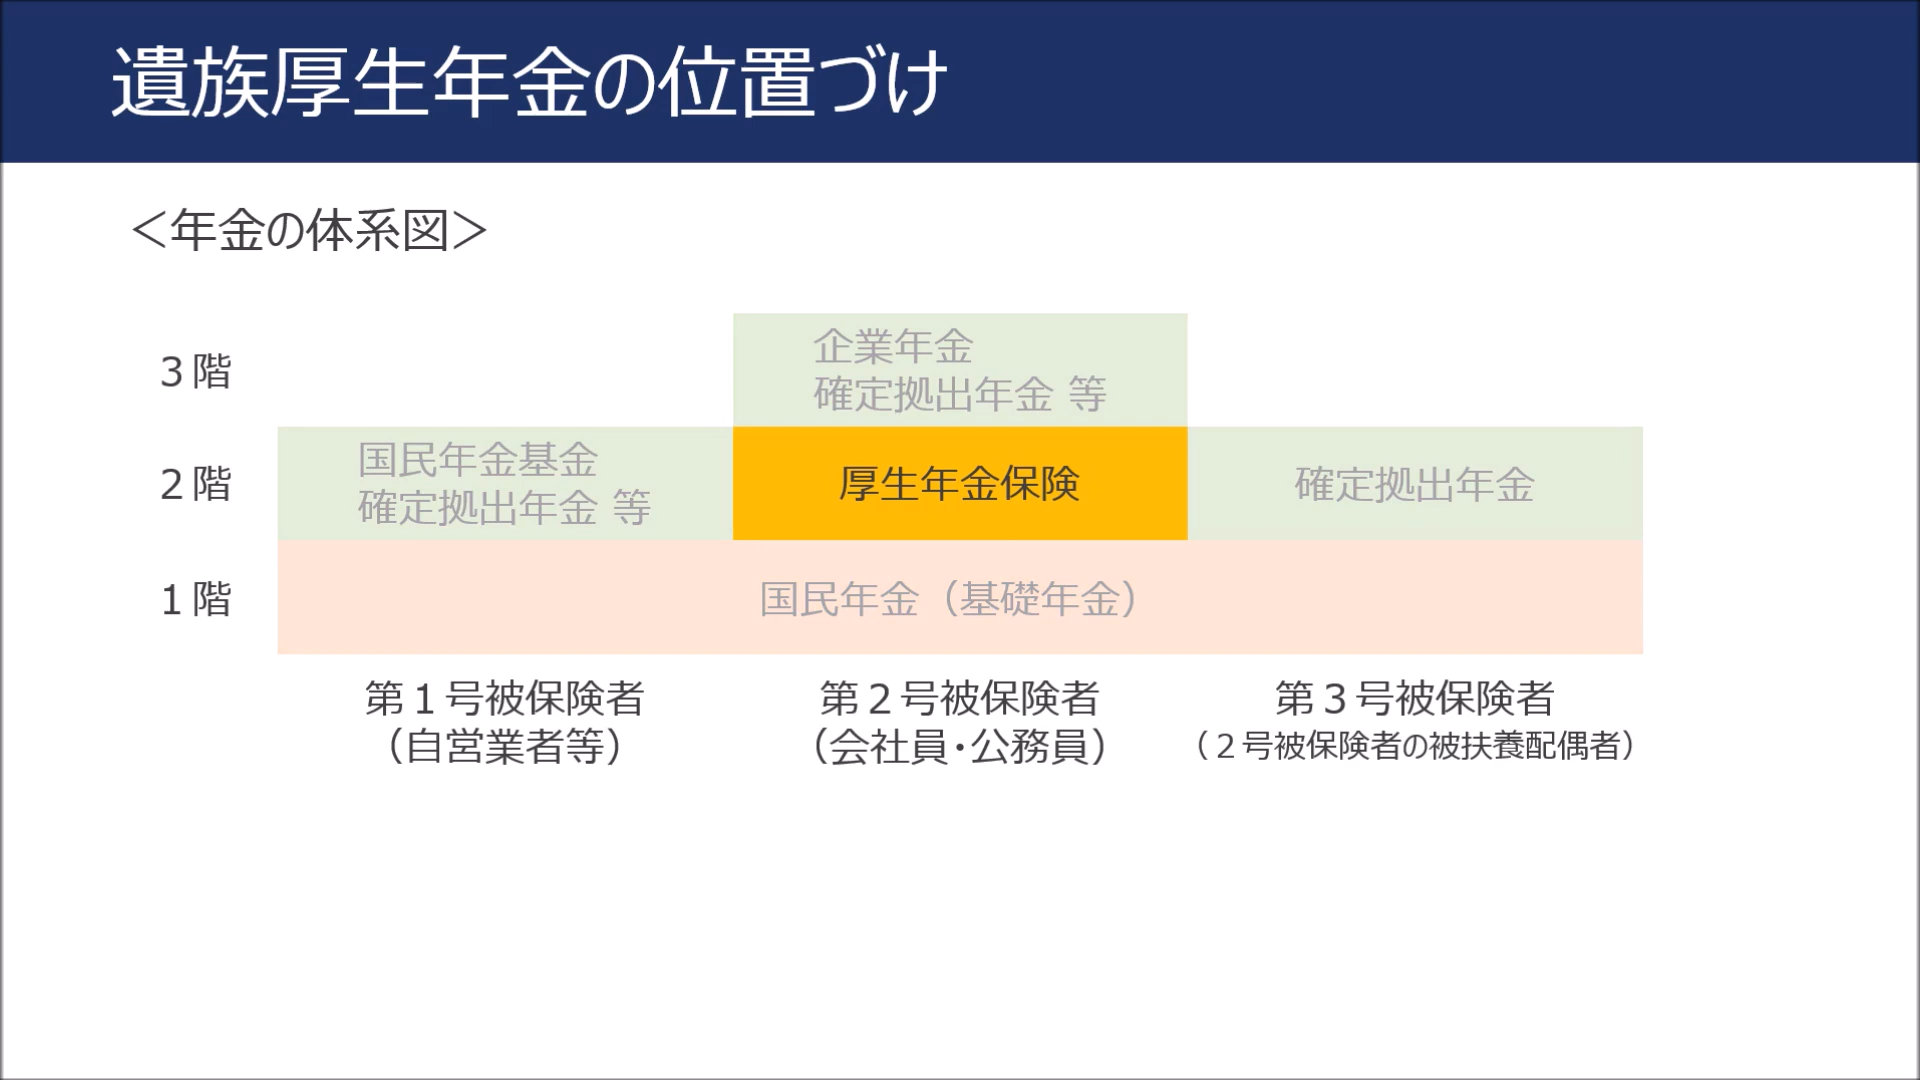 遺族厚生年金の位置づけ
＜年金の体系図＞
３階
企業年金
確定拠出年金 等
２階
国民年金基金
確定拠出年金 等
厚生年金保険
確定拠出年金
１階
国民年金（基礎年金）
第１号被保険者
（自営業者等）
第２号被保険者
（会社員・公務員）
第３号被保険者
（２号被保険者の被扶養配偶者）